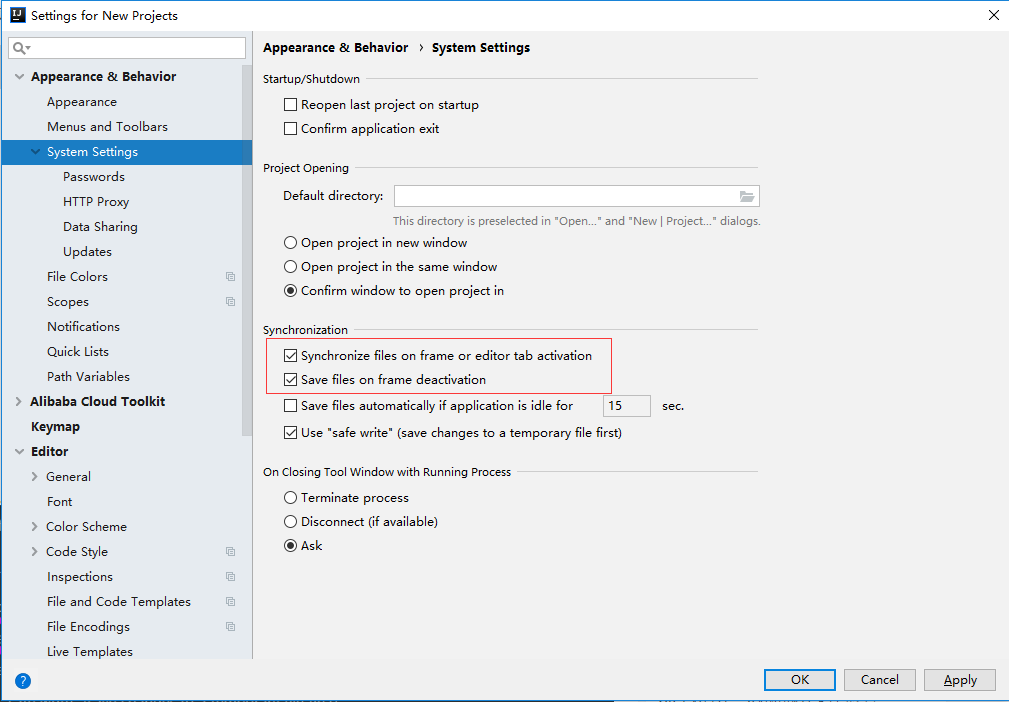 Settings for New Projects
Appearance & Behavior
Appearance
Menus and Toolbars
System Settings
Passwords
HTTP Proxy
Data Sharing
Updates
File Colors
Scopes
Notifications
Quick Lists
Path Variables
Alibaba Cloud Toolkit
Keymap
Editor
General
Font
Color Scheme
Code Style
Inspections
File and Code Templates
File Encodings
Live Templates
Appearance & Behavior › System Settings
Startup/Shutdown
Reopen last project on startup
Confirm application exit
Project Opening
Default directory:
This directory is preselected in "Open..." and "New | Project..." dialogs.
Open project in new window
Open project in the same window
Confirm window to open project in
Synchronization
Synchronize files on frame or editor tab activation
Save files on frame deactivation
Save files automatically if application is idle for 15 sec.
Use "safe write" (save changes to a temporary file first)
On Closing Tool Window with Running Process
Terminate process
Disconnect (if available)
Ask
?
OK Cancel Apply